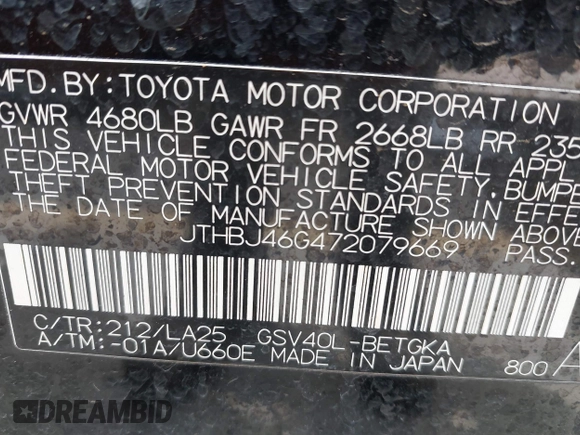 MFD. BY: TOYOTA MOTOR CORPORATION
GVWR 4680LB GAWR FR 2668LB RR 235
THIS VEHICLE CONFORMS TO ALL APPL
FEDERAL MOTOR VEHICLE SAFETY, BUMPE
THEFT PREVENTION STANDARDS IN EFFE
DATE OF MANUFACTURE SHOWN ABOVE
JTHBJ46G472079669 PASS.
C/TR: 212/LA25 GSV40L-BETGKA
A/TM: -01A/U660E MADE IN JAPAN 800 A
DREAMBID